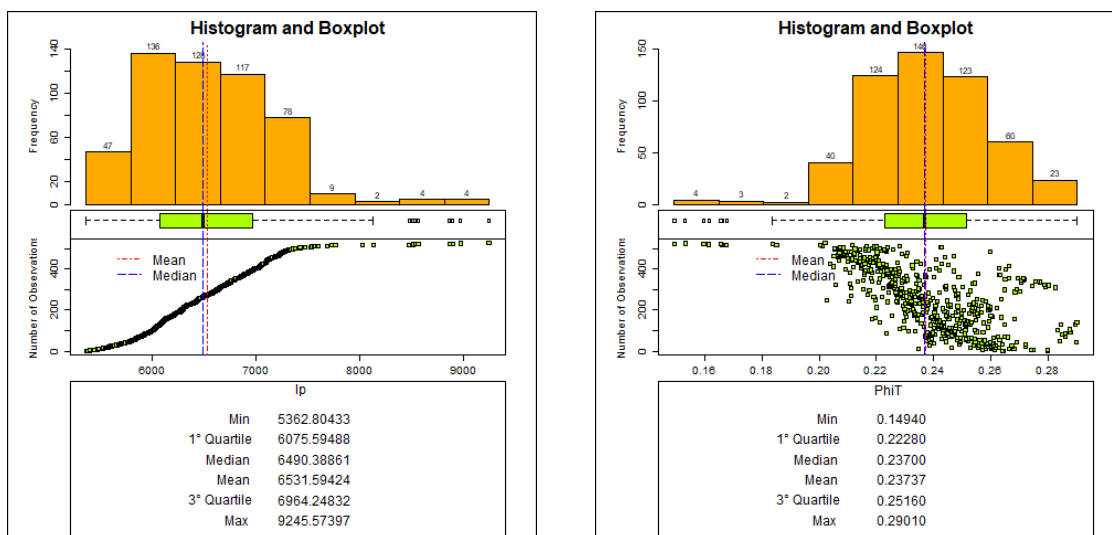 Histogram and Boxplot
Frequency
140
100
60
20
0
47
136
128
117
78
9
2
4
4
Number of Observations
400
200
0
Mean
Median
6000
7000
8000
9000
Ip
Min 5362.80433
1° Quartile 6075.59488
Median 6490.38861
Mean 6531.59424
3° Quartile 6964.24832
Max 9245.57397
Histogram and Boxplot
Frequency
150
100
50
0
4
3
2
40
124
146
123
60
23
Number of Observations
400
200
0
Mean
Median
0.16
0.18
0.20
0.22
0.24
0.26
0.28
PhiT
Min 0.14940
1° Quartile 0.22280
Median 0.23700
Mean 0.23737
3° Quartile 0.25160
Max 0.29010